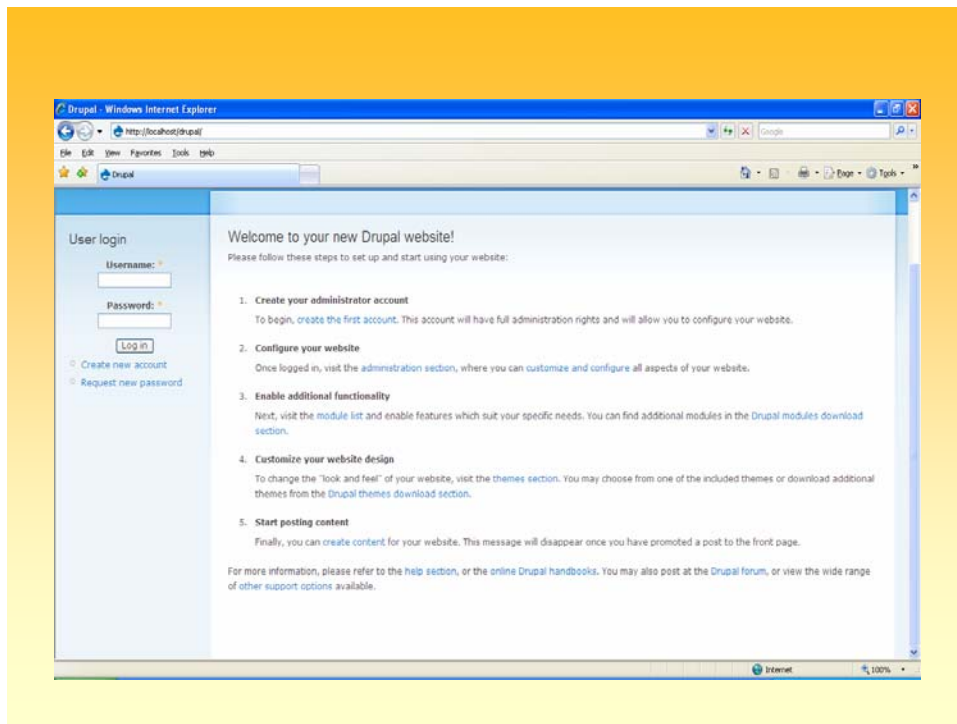 Drupal - Windows Internet Explorer
http://localhost/drupal/
Google
File Edit View Favorites Tools Help
Drupal
Page Tools
User login
Username: *
Password: *
Log in
Create new account
Request new password
Welcome to your new Drupal website!
Please follow these steps to set up and start using your website:
1. Create your administrator account
To begin, create the first account. This account will have full administration rights and will allow you to configure your website.
2. Configure your website
Once logged in, visit the administration section, where you can customize and configure all aspects of your website.
3. Enable additional functionality
Next, visit the module list and enable features which suit your specific needs. You can find additional modules in the Drupal modules download
section.
4. Customize your website design
To change the "look and feel" of your website, visit the themes section. You may choose from one of the included themes or download additional
themes from the Drupal themes download section.
5. Start posting content
Finally, you can create content for your website. This message will disappear once you have promoted a post to the front page.
For more information, please refer to the help section, or the online Drupal handbooks. You may also post at the Drupal forum, or view the wide range
of other support options available.
Internet
100%